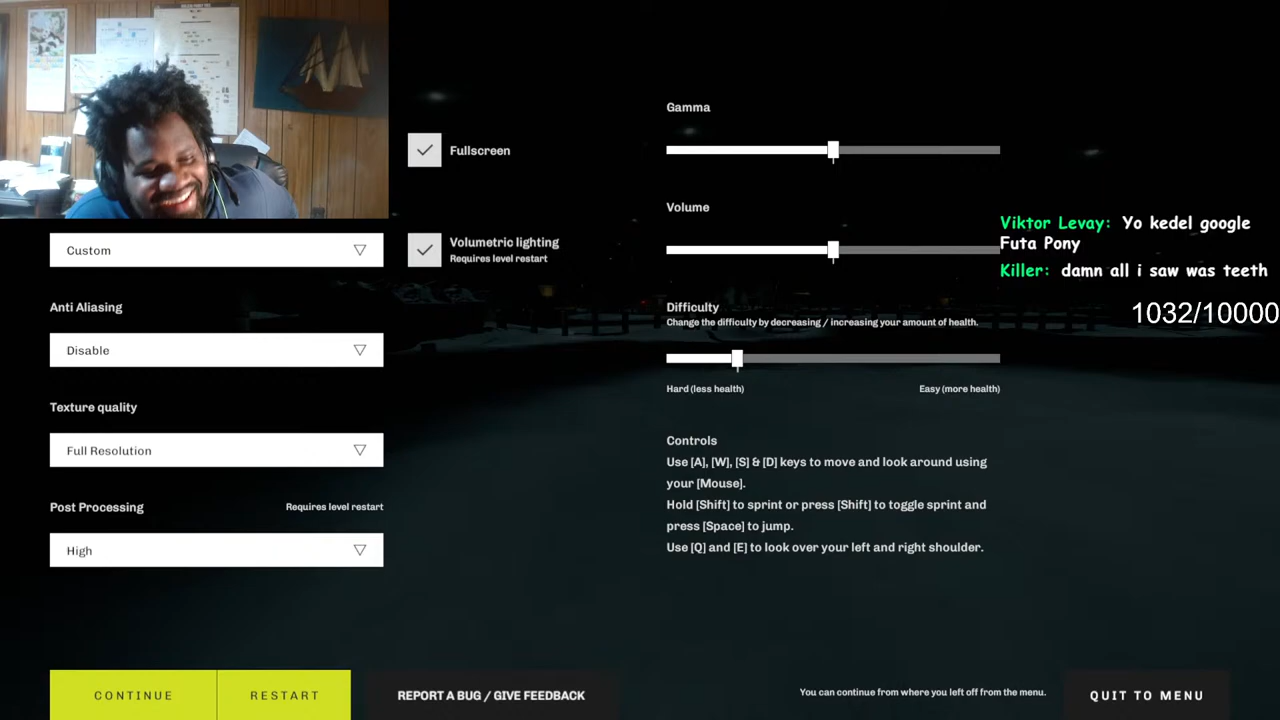 Fullscreen
Volumetric lighting
Requires level restart
Custom
Anti Aliasing
Disable
Texture quality
Full Resolution
Post Processing
Requires level restart
High
Gamma
Volume
Difficulty
Change the difficulty by decreasing / increasing your amount of health.
Hard (less health)
Easy (more health)
Controls
Use [A], [W], [S] & [D] keys to move and look around using
your [Mouse].
Hold [Shift] to sprint or press [Shift] to toggle sprint and
press [Space] to jump.
Use [Q] and [E] to look over your left and right shoulder.
Viktor Levay: Yo kedel google
Futa Pony
Killer: damn all i saw was teeth
1032/10000
CONTINUE
RESTART
REPORT A BUG / GIVE FEEDBACK
You can continue from where you left off from the menu.
QUIT TO MENU